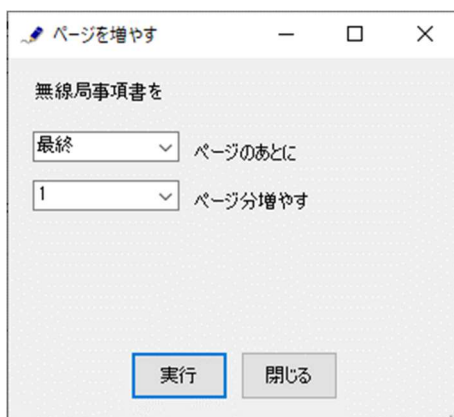 ページを増やす
無線局事項書を
最終 ページのあとに
1 ページ分増やす
実行 閉じる